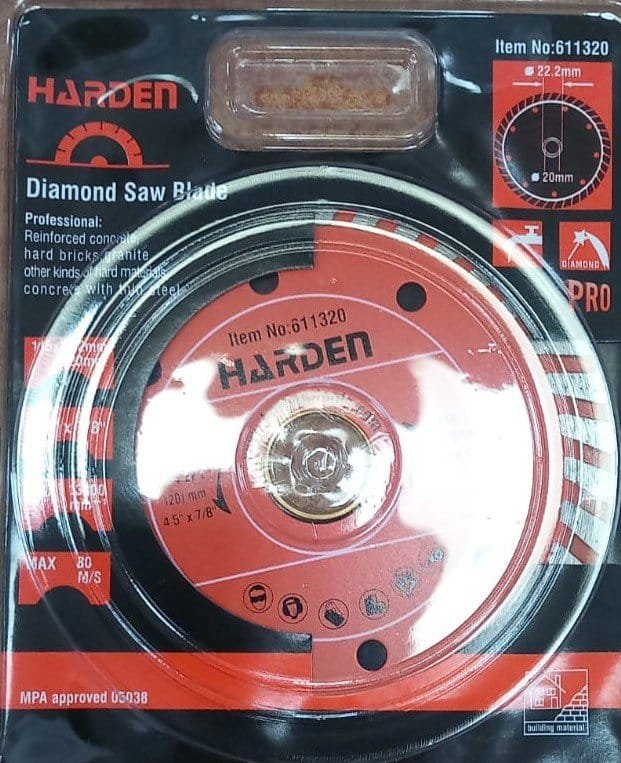 Item No:611320
ø 22.2mm
HARDEN
ø 20mm
Diamond Saw Blade
Professional:
Reinforced concrete,
hard bricks, granite
other kinds of hard materials
concrete with thin steel
DIAMOND
PRO
Item No:611320
HARDEN
(20) mm
4.5" x 7/8"
MAX 80
M/S
MPA approved 05038
building material